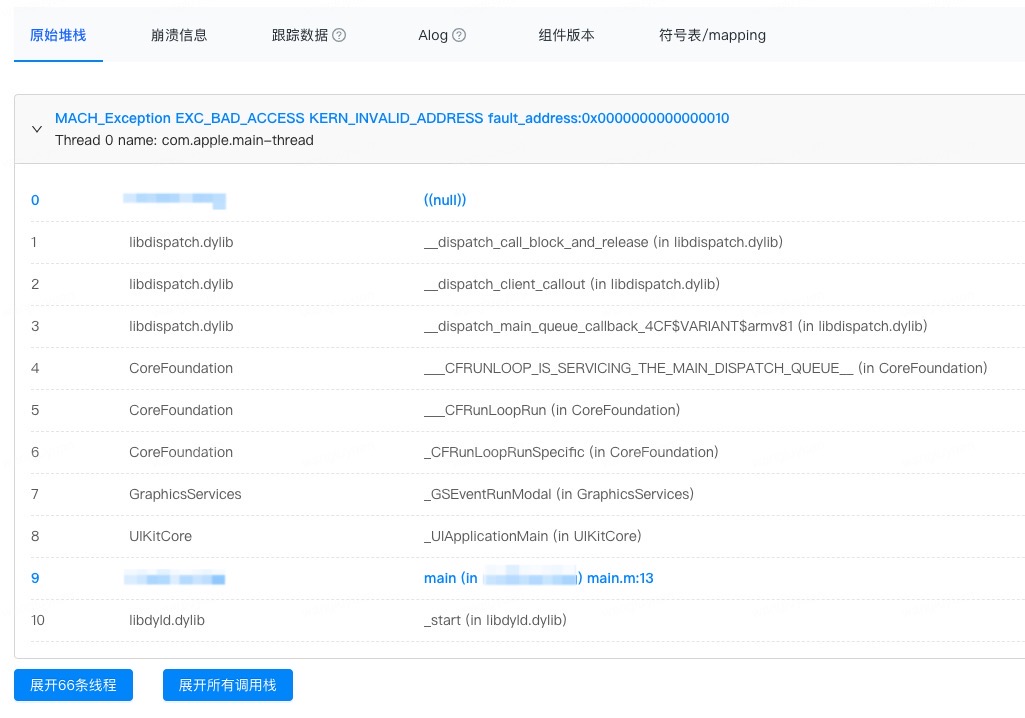 原始堆栈 崩溃信息 跟踪数据 ? Alog ? 组件版本 符号表/mapping
MACH_Exception EXC_BAD_ACCESS KERN_INVALID_ADDRESS fault_address:0x0000000000000010
Thread 0 name: com.apple.main-thread
0 ((null))
1 libdispatch.dylib __dispatch_call_block_and_release (in libdispatch.dylib)
2 libdispatch.dylib __dispatch_client_callout (in libdispatch.dylib)
3 libdispatch.dylib __dispatch_main_queue_callback_4CF$VARIANT$armv81 (in libdispatch.dylib)
4 CoreFoundation ___CFRUNLOOP_IS_SERVICING_THE_MAIN_DISPATCH_QUEUE__ (in CoreFoundation)
5 CoreFoundation ___CFRunLoopRun (in CoreFoundation)
6 CoreFoundation _CFRunLoopRunSpecific (in CoreFoundation)
7 GraphicsServices _GSEventRunModal (in GraphicsServices)
8 UIKitCore _UIApplicationMain (in UIKitCore)
9 main (in ) main.m:13
10 libdyld.dylib _start (in libdyld.dylib)
展开66条线程 展开所有调用栈